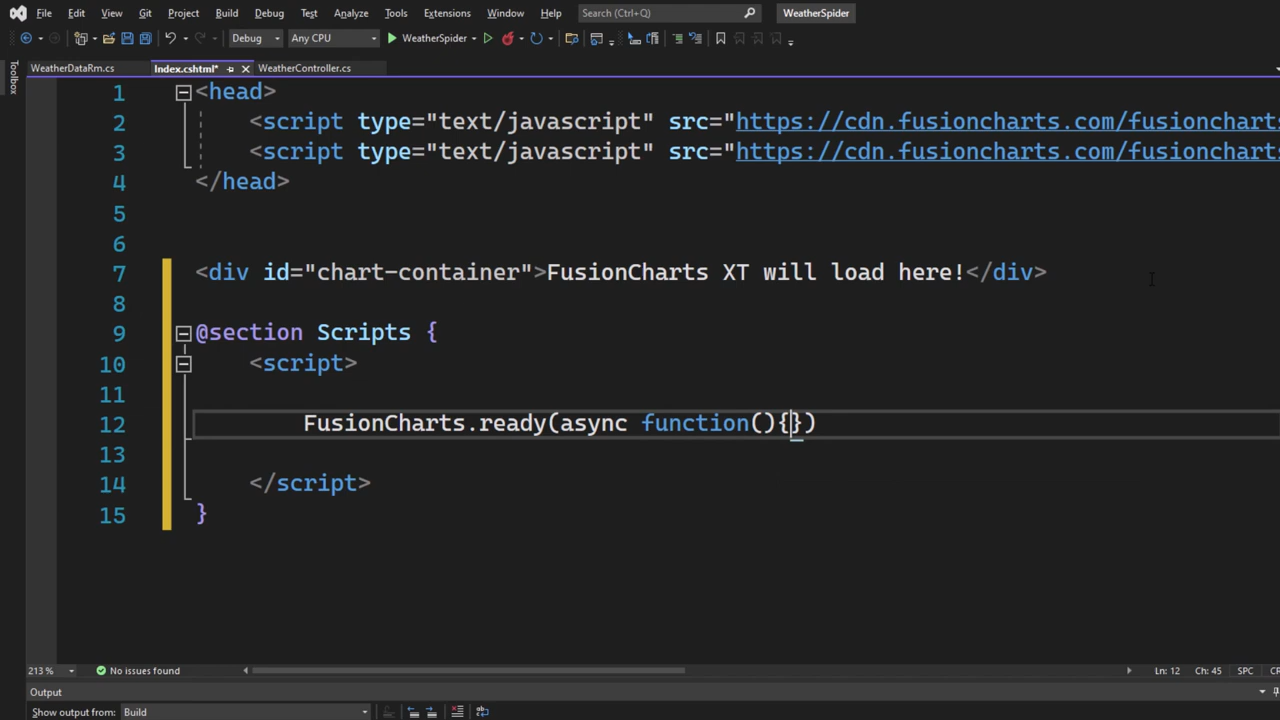 File Edit View Git Project Build Debug Test Analyze Tools Extensions Window Help Search (Ctrl+Q) WeatherSpider
Debug Any CPU WeatherSpider
Toolbox
WeatherDataRm.cs Index.cshtml* WeatherController.cs
1 <head>
2 <script type="text/javascript" src="https://cdn.fusioncharts.com/fusioncharts
3 <script type="text/javascript" src="https://cdn.fusioncharts.com/fusioncharts
4 </head>
5
6
7 <div id="chart-container">FusionCharts XT will load here!</div>
8
9 @section Scripts {
10 <script>
11
12 FusionCharts.ready(async function(){})
13
14 </script>
15 }
213 % No issues found Ln: 12 Ch: 45 SPC
Output
Show output from: Build